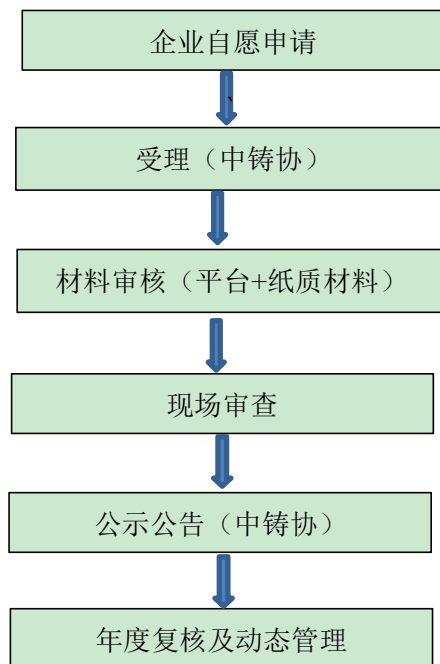 企业自愿申请
、
受理（中铸协）
材料审核（平台+纸质材料）
现场审查
公示公告（中铸协）
年度复核及动态管理